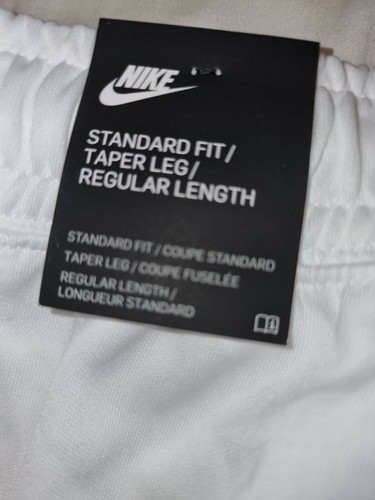 NIKE
STANDARD FIT/
TAPER LEG/
REGULAR LENGTH
STANDARD FIT / COUPE STANDARD
TAPER LEG / COUPE FUSELÉE
REGULAR LENGTH /
LONGUEUR STANDARD